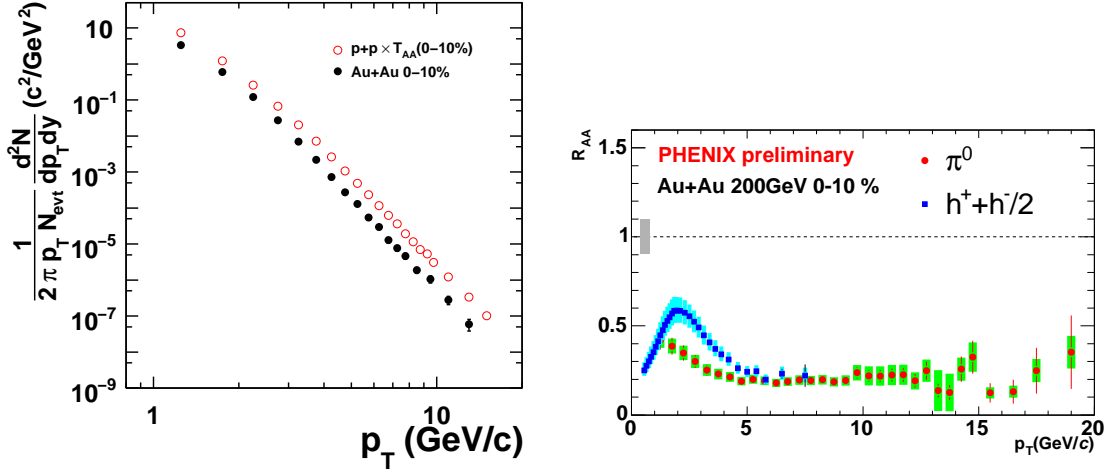 1 / 2 π p_T N_evt d²N / dp_T dy (c²/GeV²)
10
10⁻¹
10⁻³
10⁻⁵
10⁻⁷
10⁻⁹
p+p × T_AA(0–10%)
Au+Au 0–10%
1 10
p_T (GeV/c)
R_AA
1.5
1
0.5
0
PHENIX preliminary
Au+Au 200GeV 0-10 %
π⁰
h⁺+h⁻/2
0 5 10 15 20
p_T(GeV/c)